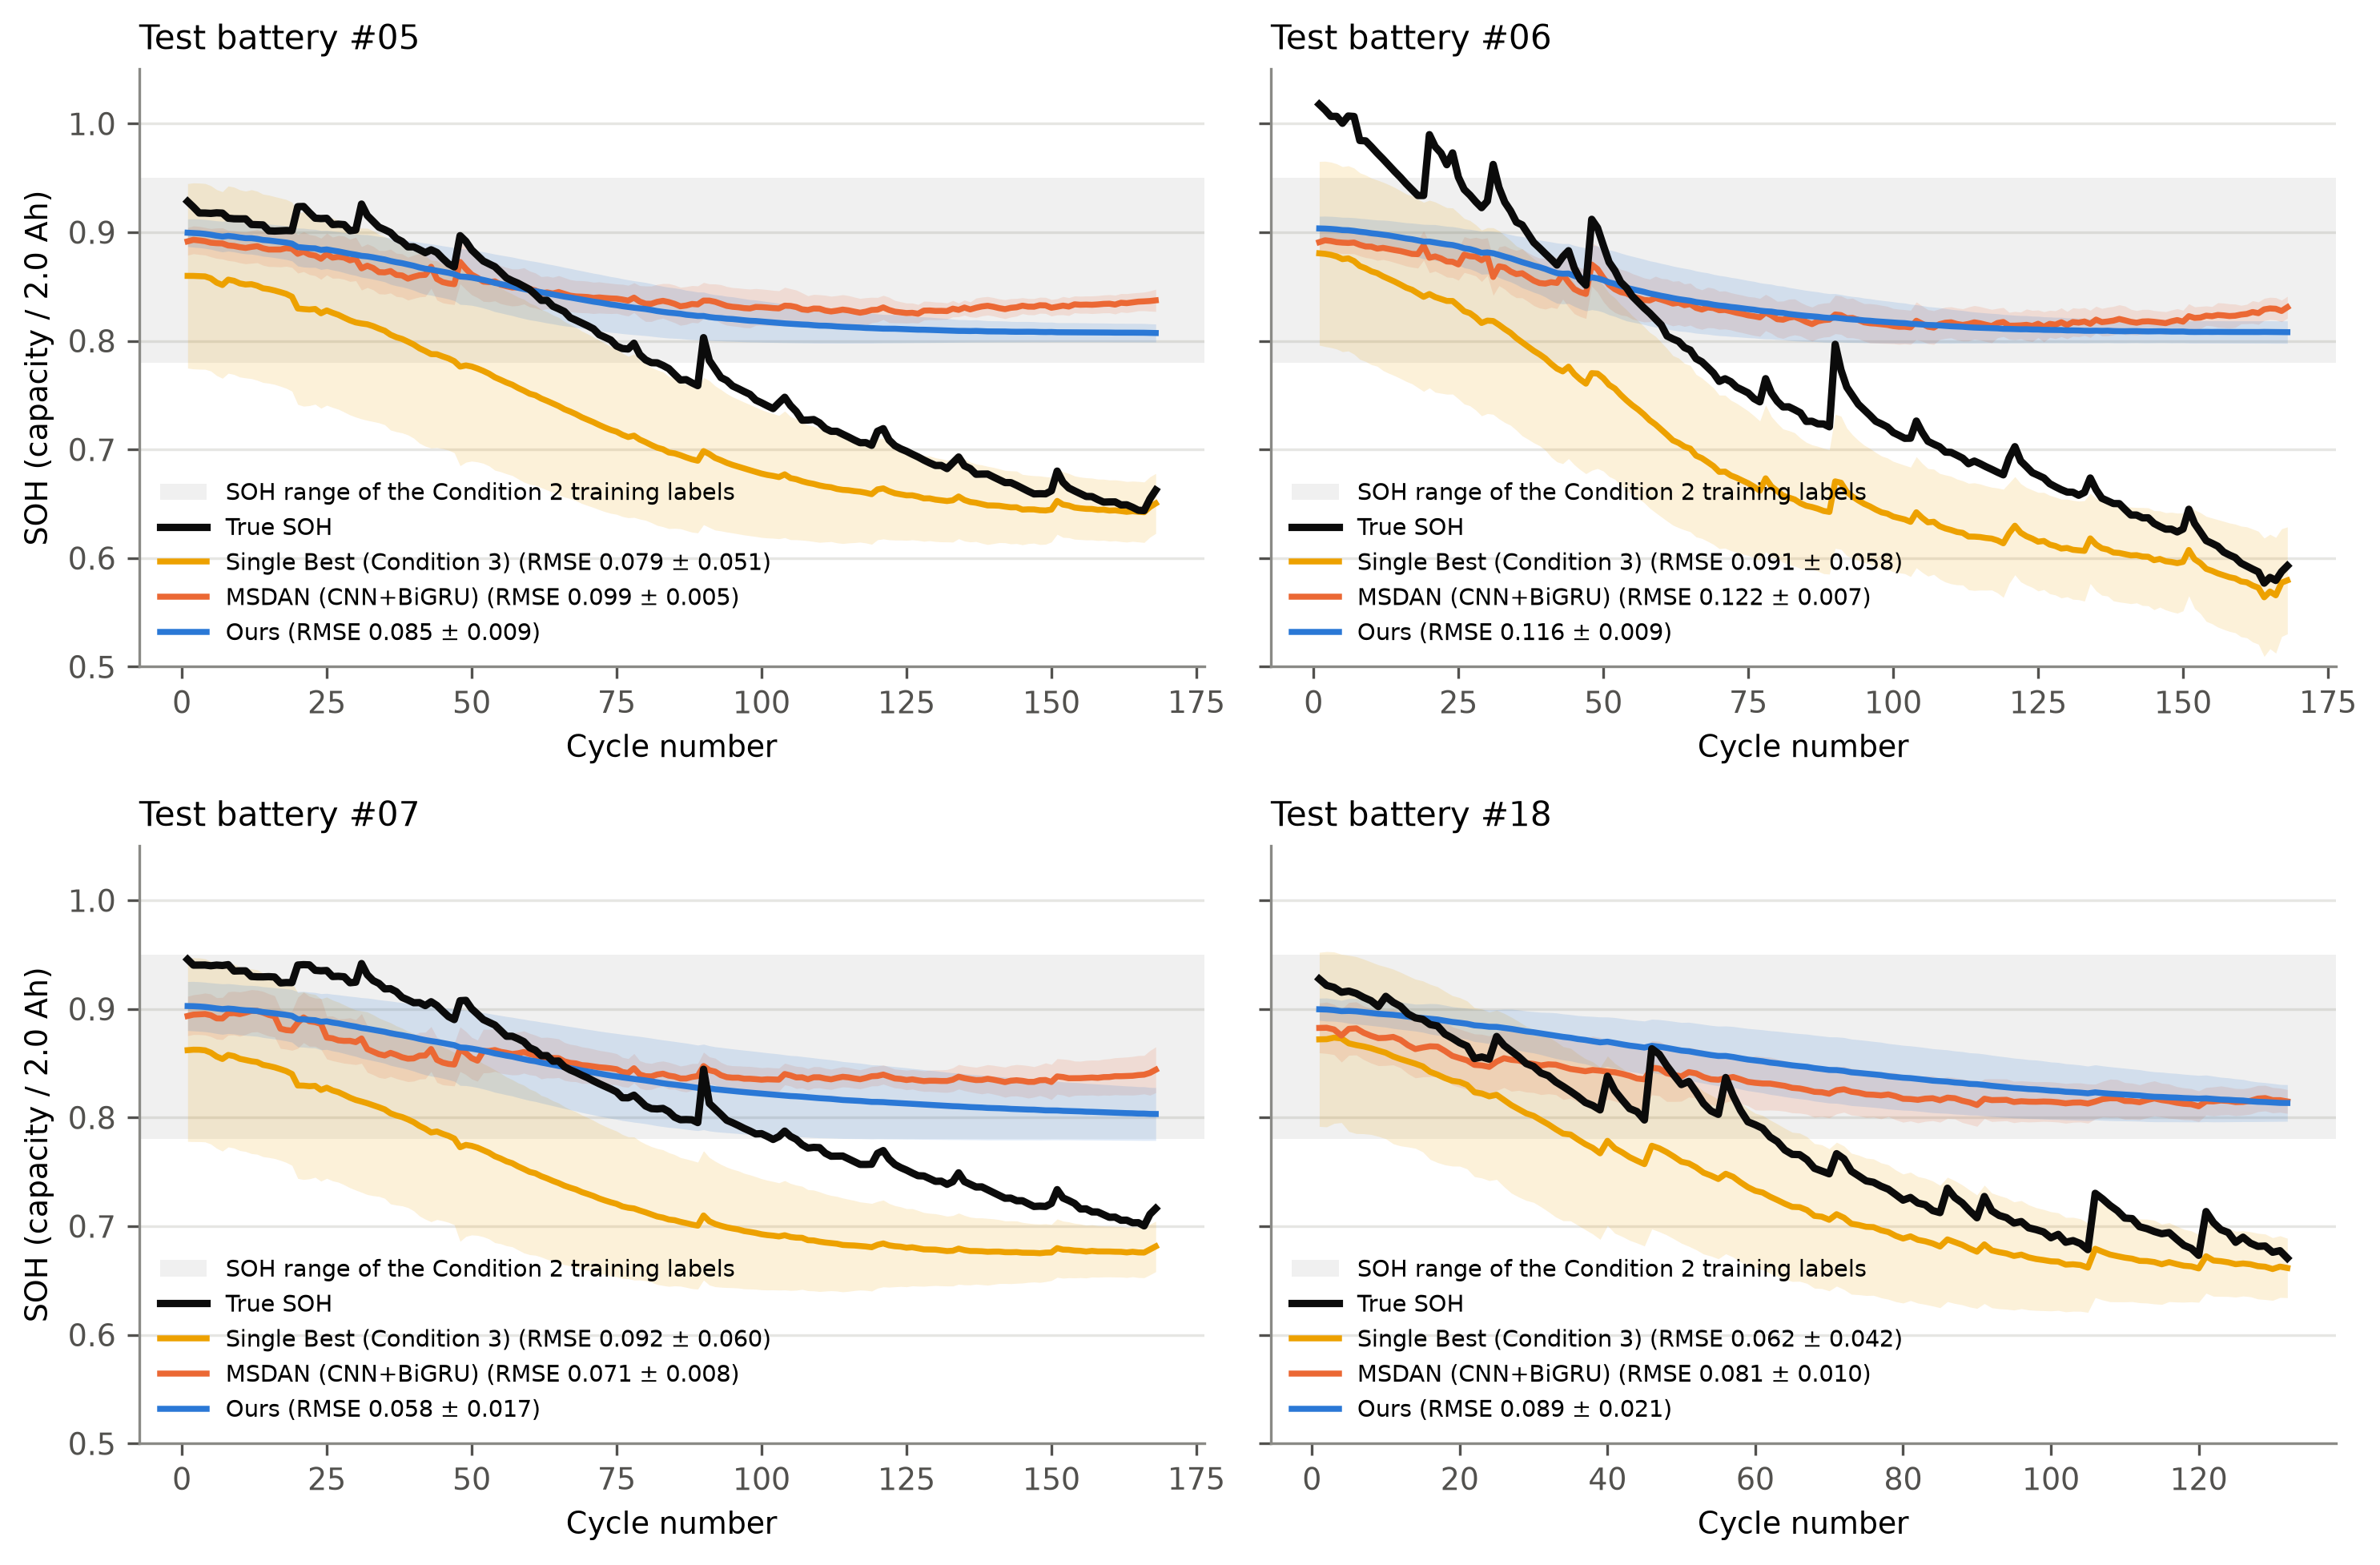 Test battery #05
SOH (capacity / 2.0 Ah)
1.0
0.9
0.8
0.7
0.6
0.5
SOH range of the Condition 2 training labels
True SOH
Single Best (Condition 3) (RMSE 0.079 ± 0.051)
MSDAN (CNN+BiGRU) (RMSE 0.099 ± 0.005)
Ours (RMSE 0.085 ± 0.009)
0 25 50 75 100 125 150 175
Cycle number
Test battery #06
SOH range of the Condition 2 training labels
True SOH
Single Best (Condition 3) (RMSE 0.091 ± 0.058)
MSDAN (CNN+BiGRU) (RMSE 0.122 ± 0.007)
Ours (RMSE 0.116 ± 0.009)
0 25 50 75 100 125 150 175
Cycle number
Test battery #07
SOH (capacity / 2.0 Ah)
1.0
0.9
0.8
0.7
0.6
0.5
SOH range of the Condition 2 training labels
True SOH
Single Best (Condition 3) (RMSE 0.092 ± 0.060)
MSDAN (CNN+BiGRU) (RMSE 0.071 ± 0.008)
Ours (RMSE 0.058 ± 0.017)
0 25 50 75 100 125 150 175
Cycle number
Test battery #18
SOH range of the Condition 2 training labels
True SOH
Single Best (Condition 3) (RMSE 0.062 ± 0.042)
MSDAN (CNN+BiGRU) (RMSE 0.081 ± 0.010)
Ours (RMSE 0.089 ± 0.021)
0 20 40 60 80 100 120
Cycle number